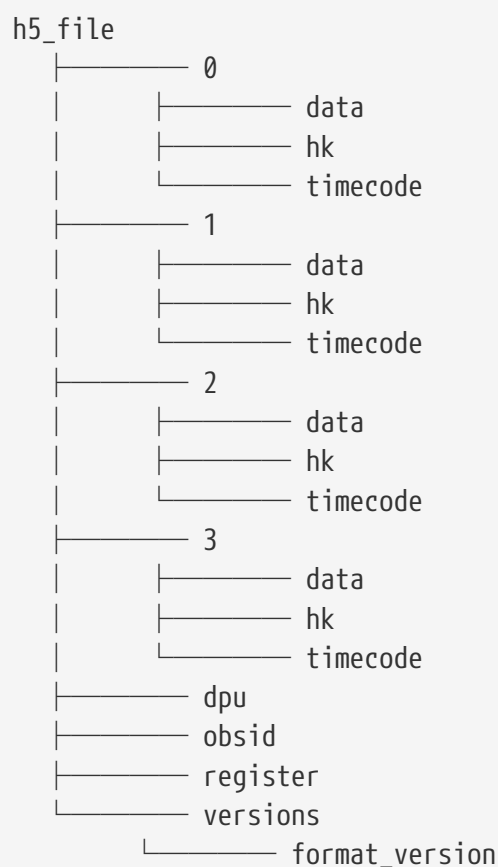 h5_file
0
data
hk
timecode
1
data
hk
timecode
2
data
hk
timecode
3
data
hk
timecode
dpu
obsid
register
versions
format_version